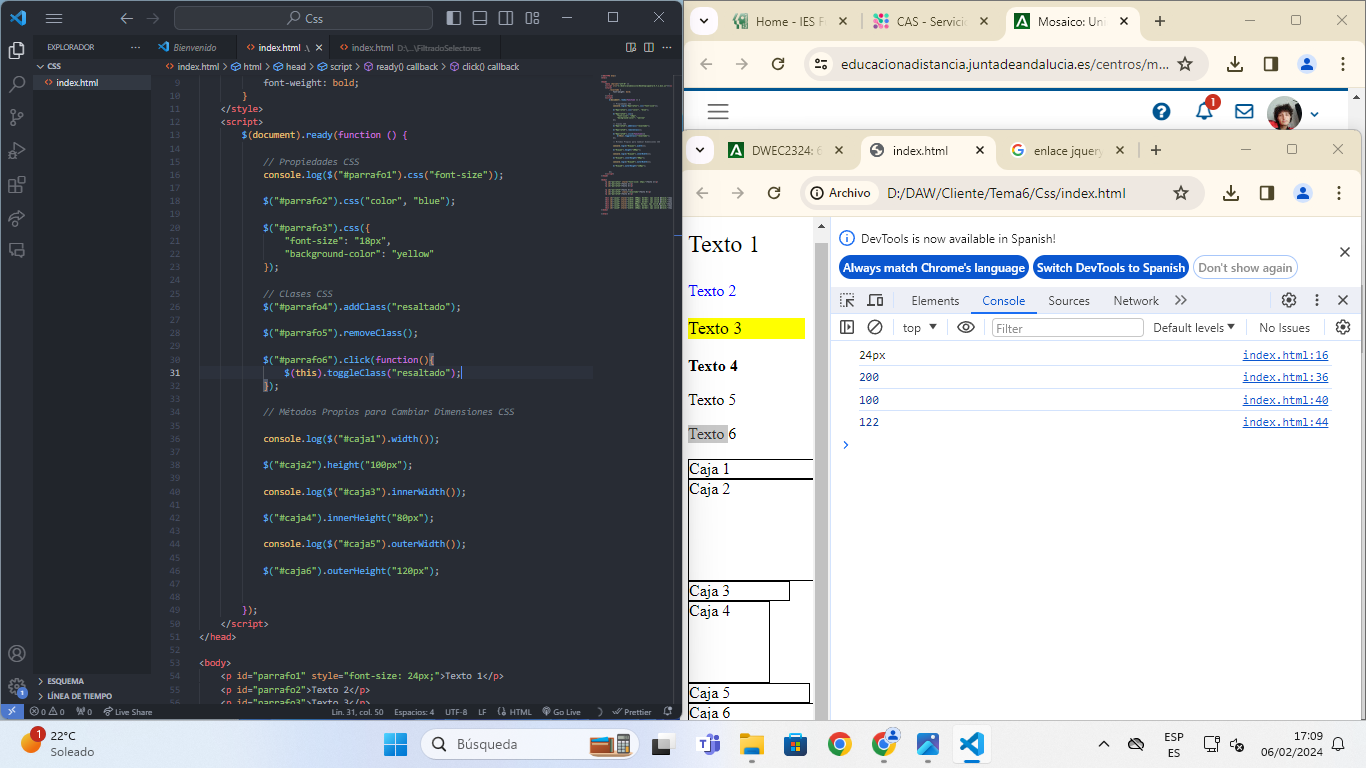 Css
EXPLORADOR
CSS
index.html
ESQUEMA
LÍNEA DE TIEMPO
Bienvenido
index.html .\
index.html D:\...\FiltradoSelectores
index.html > html > head > script > ready() callback > click() callback
9 font-weight: bold;
10 }
11 </style>
12 <script>
13 $(document).ready(function () {
14
15 // Propiedades CSS
16 console.log($("#parrafo1").css("font-size"));
17
18 $("#parrafo2").css("color", "blue");
19
20 $("#parrafo3").css({
21 "font-size": "18px",
22 "background-color": "yellow"
23 });
24
25 // Clases CSS
26 $("#parrafo4").addClass("resaltado");
27
28 $("#parrafo5").removeClass();
29
30 $("#parrafo6").click(function(){
31 $(this).toggleClass("resaltado");
32 });
33
34 // Métodos Propios para Cambiar Dimensiones CSS
35
36 console.log($("#caja1").width());
37
38 $("#caja2").height("100px");
39
40 console.log($("#caja3").innerWidth());
41
42 $("#caja4").innerHeight("80px");
43
44 console.log($("#caja5").outerWidth());
45
46 $("#caja6").outerHeight("120px");
47
48
49 });
50 </script>
51 </head>
52
53 <body>
54 <p id="parrafo1" style="font-size: 24px;">Texto 1</p>
55 <p id="parrafo2">Texto 2</p>
56 <p id="parrafo3">Texto 3</p>
1
0 0 0 Live Share Lín. 31, col. 50 Espacios: 4 UTF-8 LF HTML Go Live Prettier
Home - IES F
CAS - Servici
Mosaico: Uni
educacionadistancia.juntadeandalucia.es/centros/m...
1
DWEC2324: 6
index.html
enlace jquery
Archivo D:/DAW/Cliente/Tema6/Css/index.html
Texto 1
Texto 2
Texto 3
Texto 4
Texto 5
Texto 6
Caja 1
Caja 2
Caja 3
Caja 4
Caja 5
Caja 6
DevTools is now available in Spanish!
Always match Chrome's language Switch DevTools to Spanish Don't show again
Elements Console Sources Network
top Filter Default levels No Issues
24px index.html:16
200 index.html:36
100 index.html:40
122 index.html:44
1
22°C
Soleado
Búsqueda
ESP
ES
17:09
06/02/2024